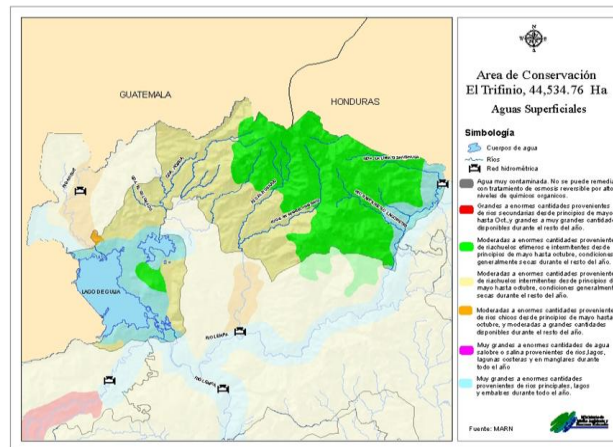 GUATEMALA
HONDURAS
LAGO DE GUIJA
RIO LEMPA
RIO LEMPA
N
Area de Conservación
El Trifinio, 44,534.76 Ha
Aguas Superficiales
Simbología
Cuerpos de agua
Ríos
Red hidrométrica
Agua muy contaminada. No se puede remediar
con tratamiento de osmosis reversible por altos
niveles de quimicos organicos.
Grandes a enormes cantidades provenientes
de rios secundarias desde principios de mayo
hasta Oct, y grandes a muy grandes cantidades
disponibles durante el resto del año.
Moderadas a enormes cantidades provenientes
de riachuelos efimeros e intermitentes desde
principios de mayo hasta octubre, condiciones
generalmente secas durante el resto del año.
Moderadas a enormes cantidades provenientes
de riachuelos intermitentes desde principios de
mayo hasta octubre, condiciones generalmente
secas durante el resto del año.
Moderadas a enormes cantidades provenientes
de rios chicos desde principios de mayo hasta
octubre, y moderadas a grandes cantidades
disponibles durante el resto del año.
Muy grandes a enormes cantidades de agua
salobre o salina provenientes de rios, lagos,
lagunas costeras y en manglares durante
todo el año
Muy grandes a enormes cantidades
provenientes de rios principales, lagos
y embalses durante todo el año.
Fuente: MARN